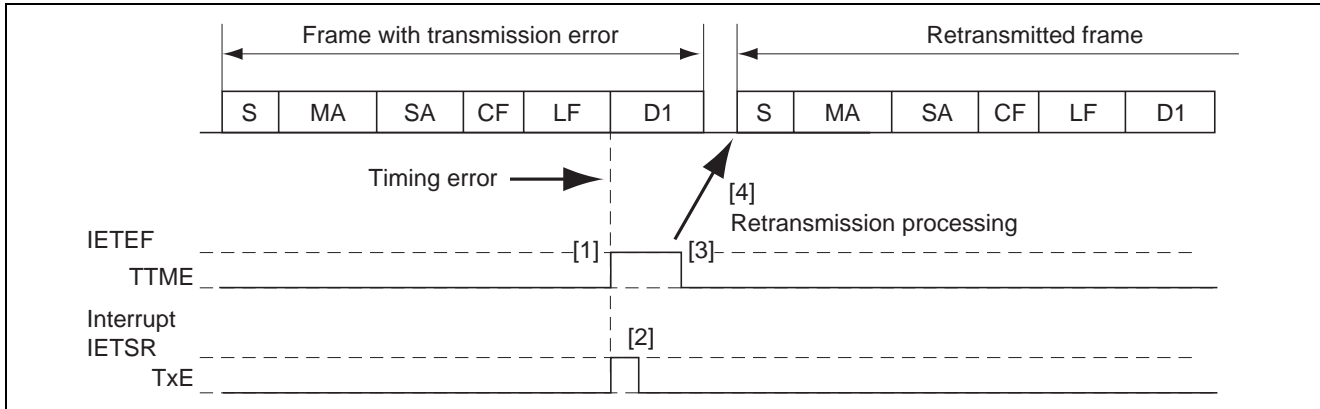 Frame with transmission error
Retransmitted frame
S MA SA CF LF D1 S MA SA CF LF D1
Timing error
[4]
Retransmission processing
IETEF
[1] [3]
TTME
Interrupt
IETSR
[2]
TxE